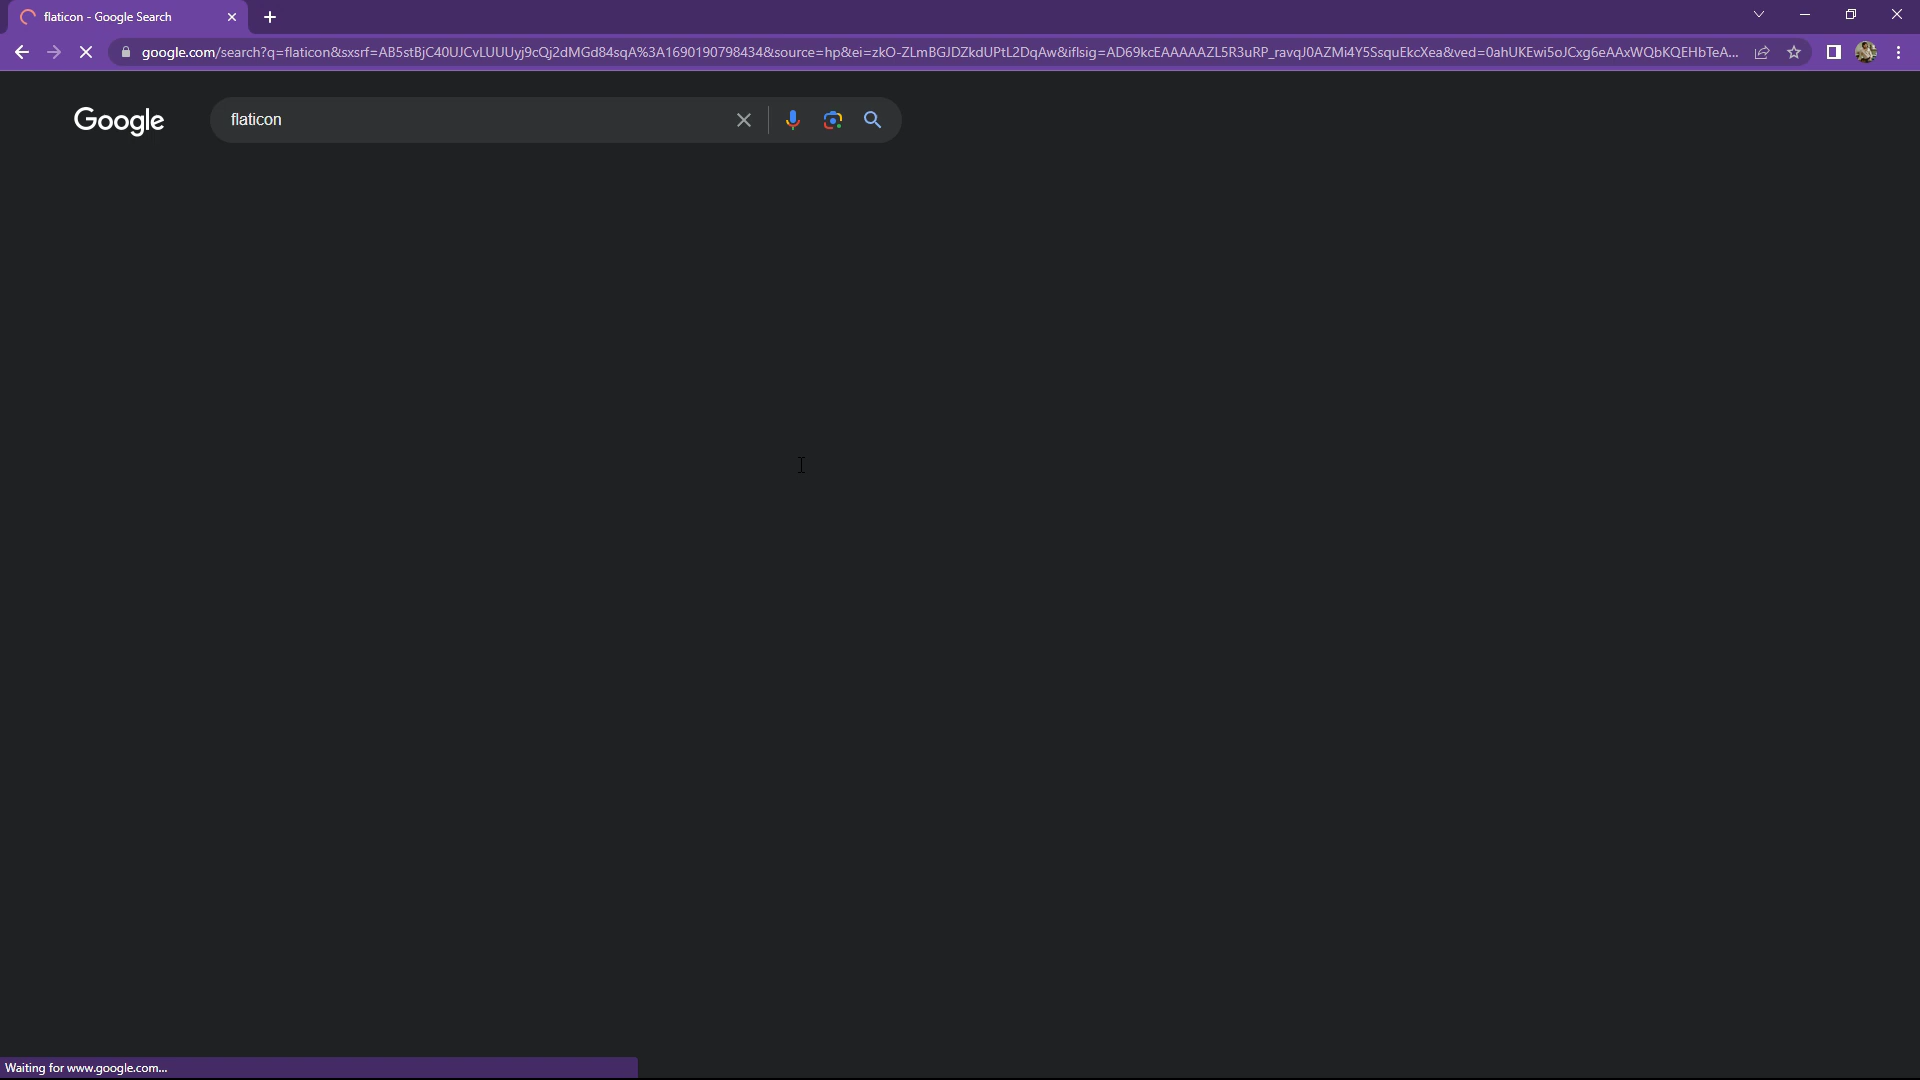 flaticon - Google Search
google.com/search?q=flaticon&sxsrf=AB5stBjC40UJCvLUUUyj9cQj2dMGd84sqA%3A1690190798434&source=hp&ei=zkO-ZLmBGJDZkdUPtL2DqAw&iflsig=AD69kcEAAAAAZL5R3uRP_ravqJ0AZMi4Y5SsquEkcXea&ved=0ahUKEwi5oJCxg6eAAxWQbKQEHbTeA...
Google
flaticon
Waiting for www.google.com...